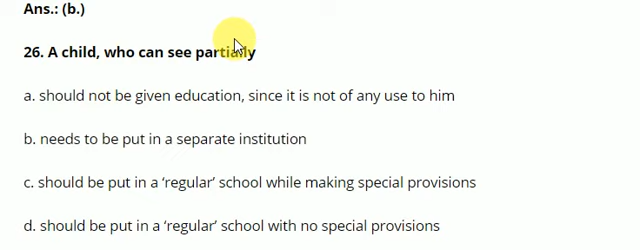 Ans.: (b.)
26. A child, who can see partially
a. should not be given education, since it is not of any use to him
b. needs to be put in a separate institution
c. should be put in a ‘regular’ school while making special provisions
d. should be put in a ‘regular’ school with no special provisions